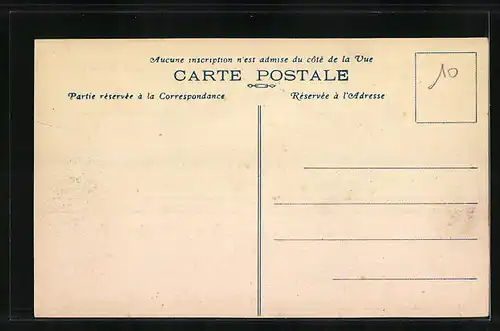 Aucune inscription n'est admise du côté de la Vue
CARTE POSTALE
Partie réservée à la Correspondance
Réservée à l'Adresse
10